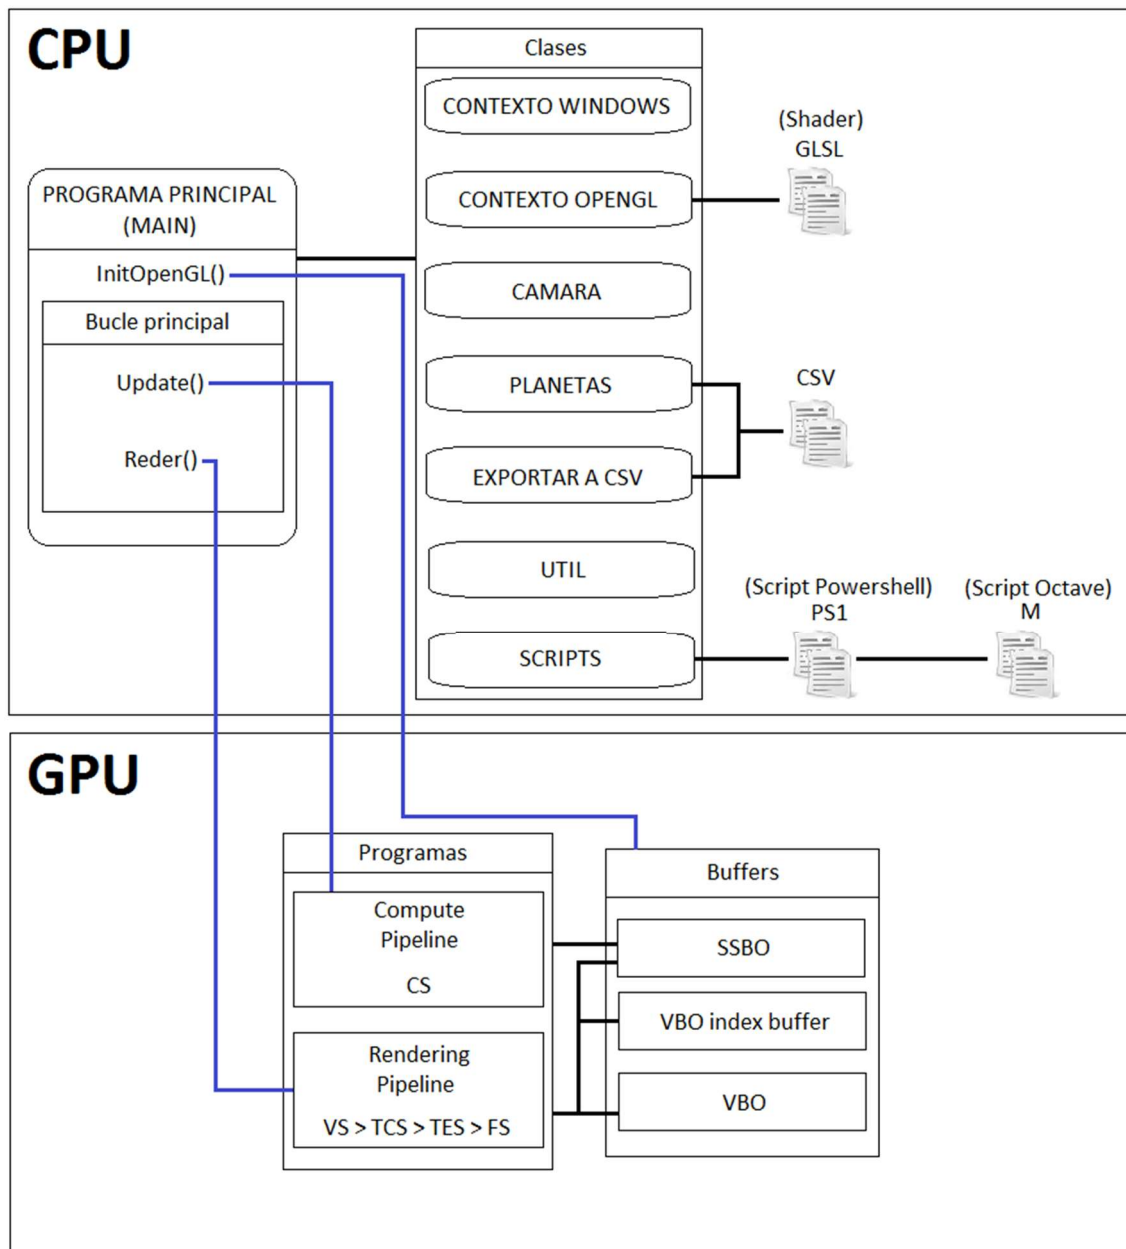 CPU
PROGRAMA PRINCIPAL
(MAIN)
InitOpenGL()
Bucle principal
Update()
Reder()
Clases
CONTEXTO WINDOWS
CONTEXTO OPENGL
CAMARA
PLANETAS
EXPORTAR A CSV
UTIL
SCRIPTS
(Shader)
GLSL
CSV
(Script Powershell)
PS1
(Script Octave)
M
GPU
Programas
Compute
Pipeline
CS
Rendering
Pipeline
VS > TCS > TES > FS
Buffers
SSBO
VBO index buffer
VBO